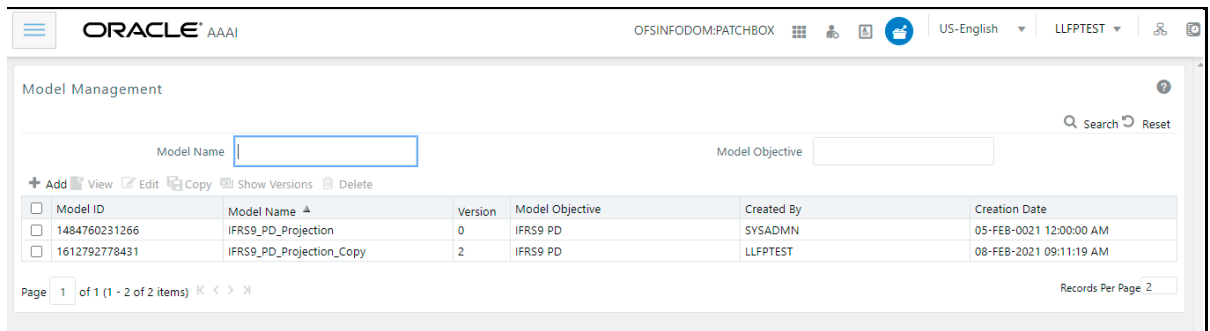 ORACLE® AAAI OFSINFODOM:PATCHBOX US-English LLFPTEST
Model Management
Search Reset
Model Name Model Objective
Add View Edit Copy Show Versions Delete
Model ID Model Name Version Model Objective Created By Creation Date
1484760231266 IFRS9_PD_Projection 0 IFRS9 PD SYSADMN 05-FEB-0021 12:00:00 AM
1612792778431 IFRS9_PD_Projection_Copy 2 IFRS9 PD LLFPTEST 08-FEB-2021 09:11:19 AM
Page 1 of 1 (1 - 2 of 2 items) Records Per Page 2